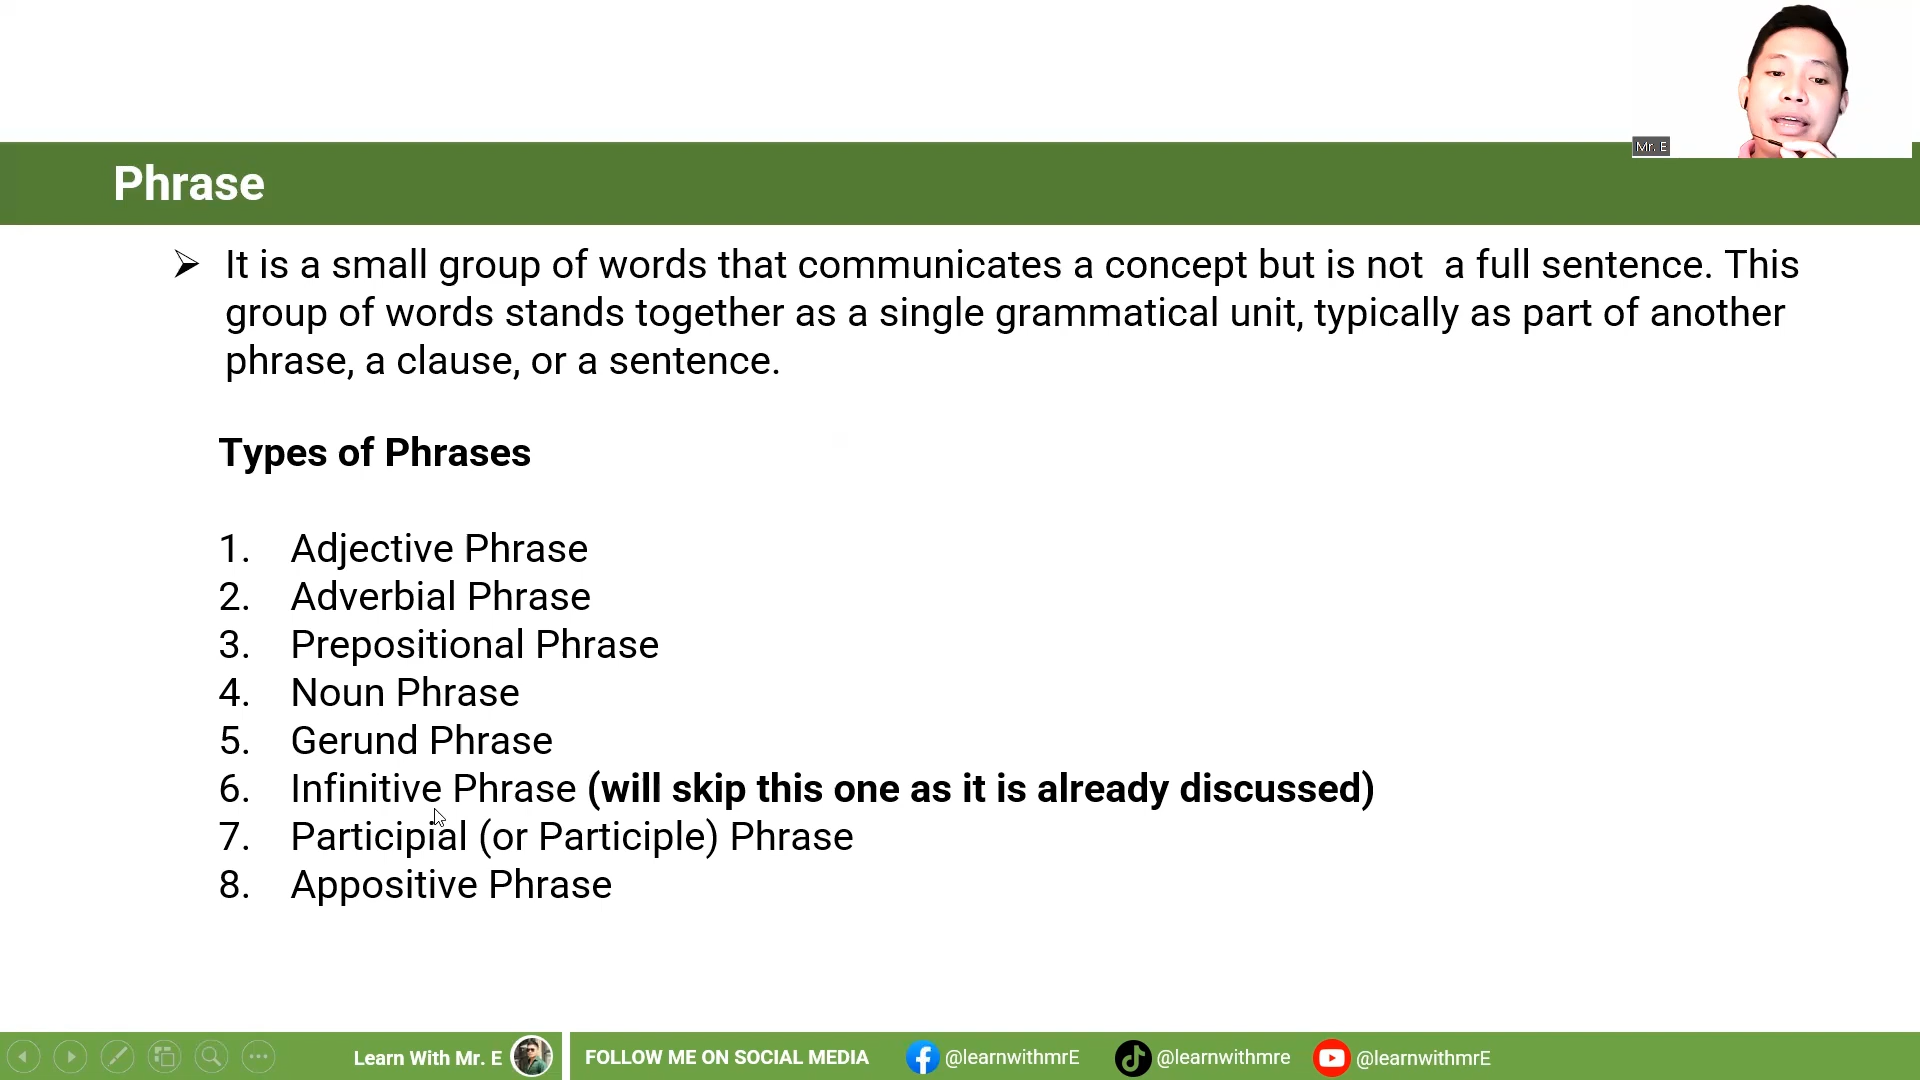 Mr. E
Phrase
It is a small group of words that communicates a concept but is not a full sentence. This
group of words stands together as a single grammatical unit, typically as part of another
phrase, a clause, or a sentence.
Types of Phrases
1. Adjective Phrase
2. Adverbial Phrase
3. Prepositional Phrase
4. Noun Phrase
5. Gerund Phrase
6. Infinitive Phrase (will skip this one as it is already discussed)
7. Participial (or Participle) Phrase
8. Appositive Phrase
Learn With Mr. E FOLLOW ME ON SOCIAL MEDIA @learnwithmrE @learnwithmre @learnwithmrE